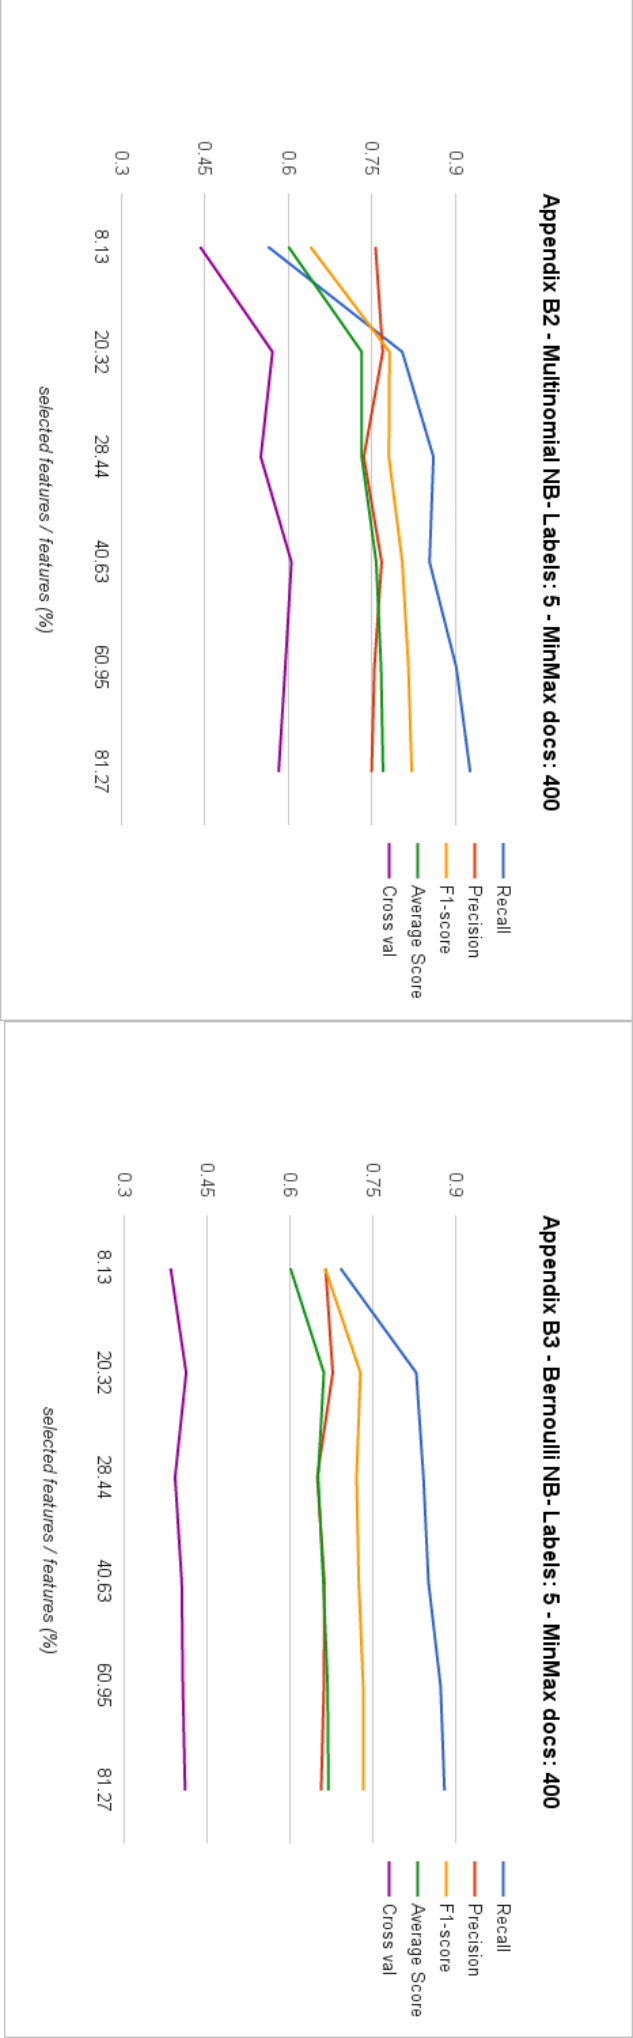 Appendix B2 - Multinomial NB- Labels: 5 - MinMax docs: 400
0.9
0.75
0.6
0.45
0.3
8.13 20.32 28.44 40.63 60.95 81.27
selected features / features (%)
Recall
Precision
F1-score
Average Score
Cross val
Appendix B3 - Bernoulli NB- Labels: 5 - MinMax docs: 400
0.9
0.75
0.6
0.45
0.3
8.13 20.32 28.44 40.63 60.95 81.27
selected features / features (%)
Recall
Precision
F1-score
Average Score
Cross val